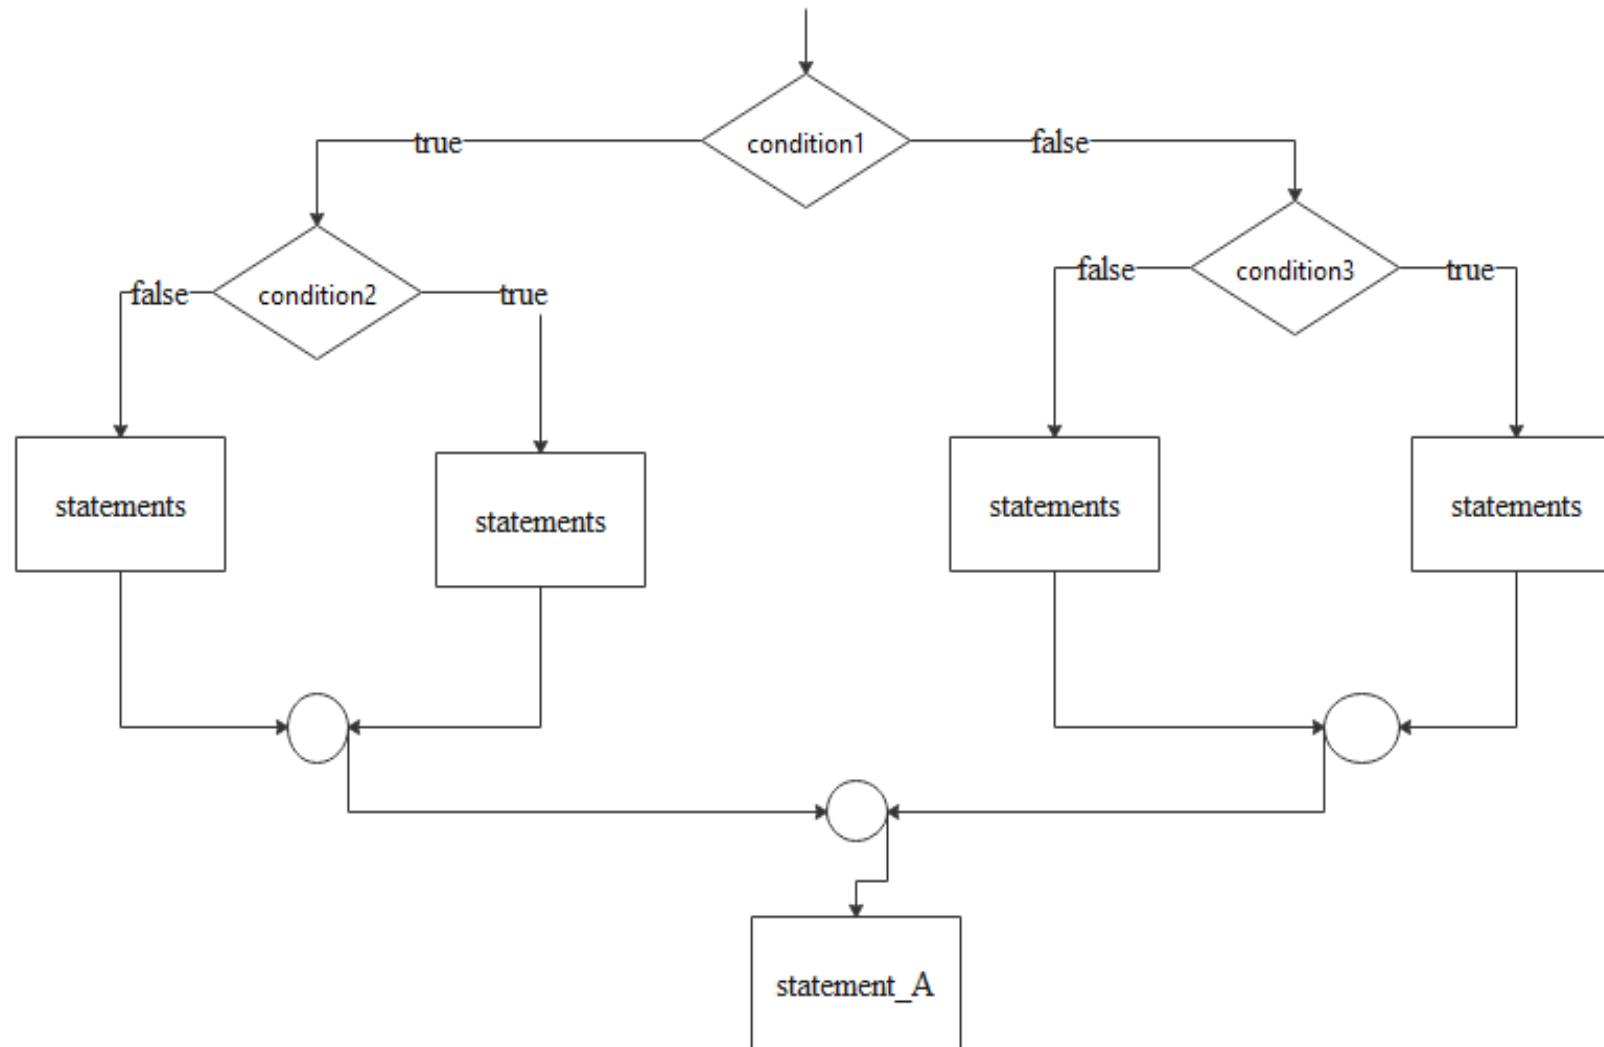 condition1
true
false
condition2
false
true
condition3
false
true
statements
statements
statements
statements
statement_A